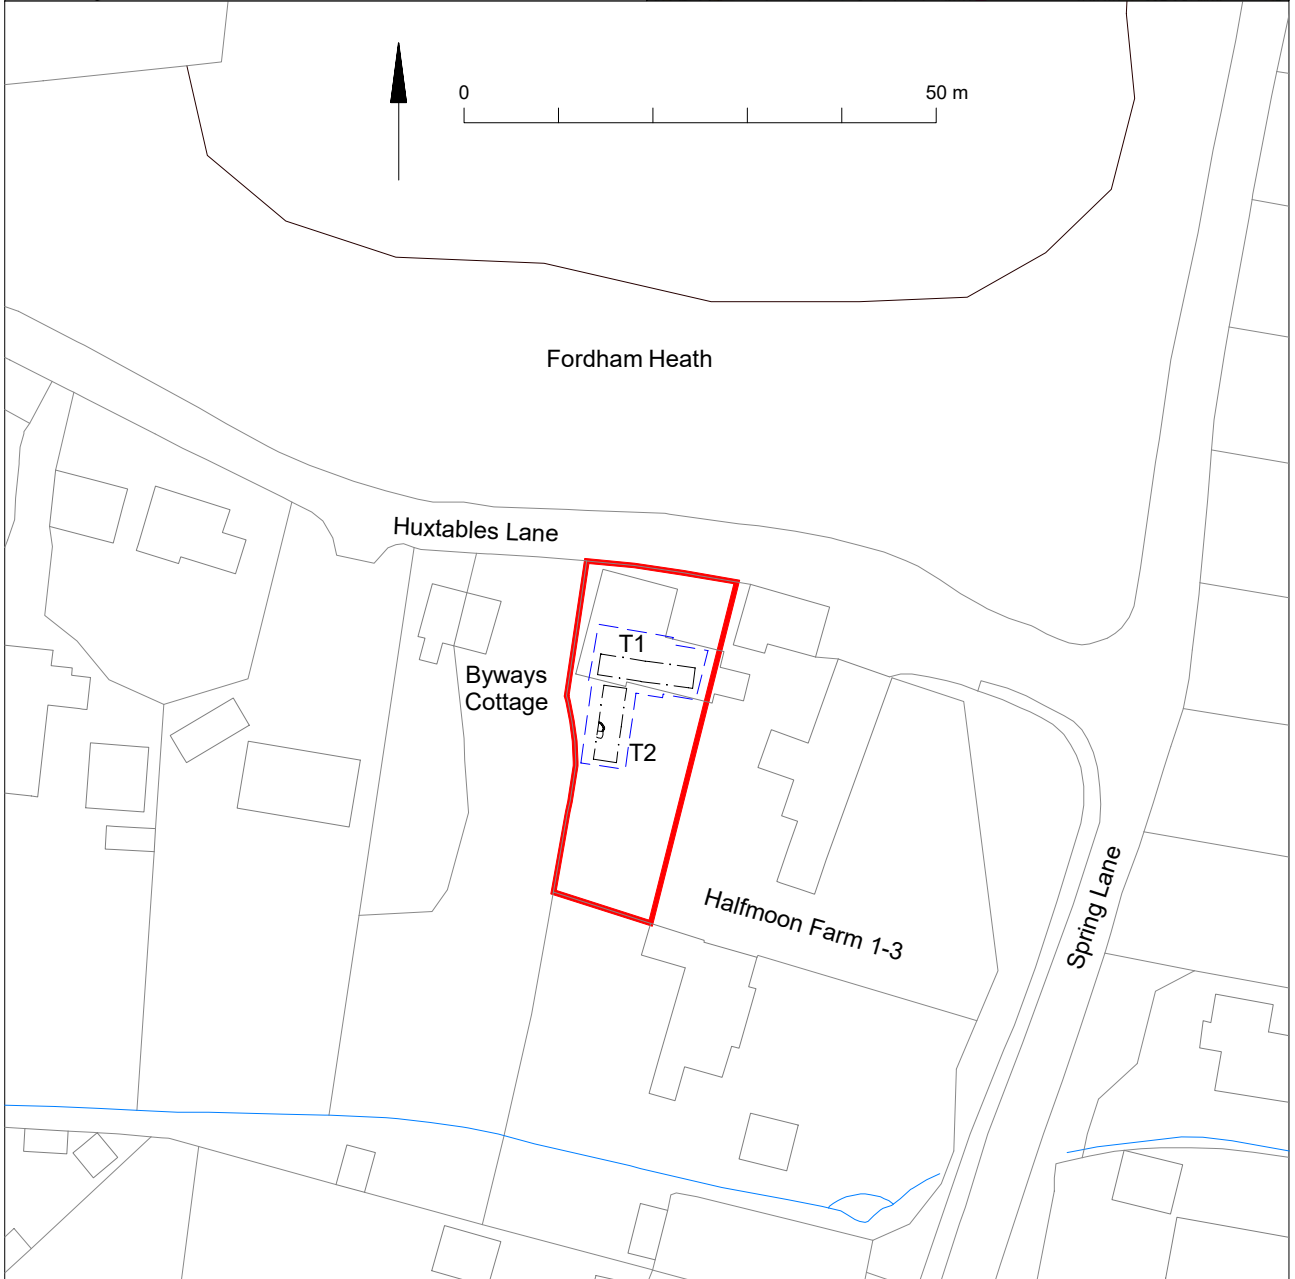 0 50 m
Fordham Heath
Huxtables Lane
T1
Byways
Cottage
T2
Halfmoon Farm 1-3
Spring Lane